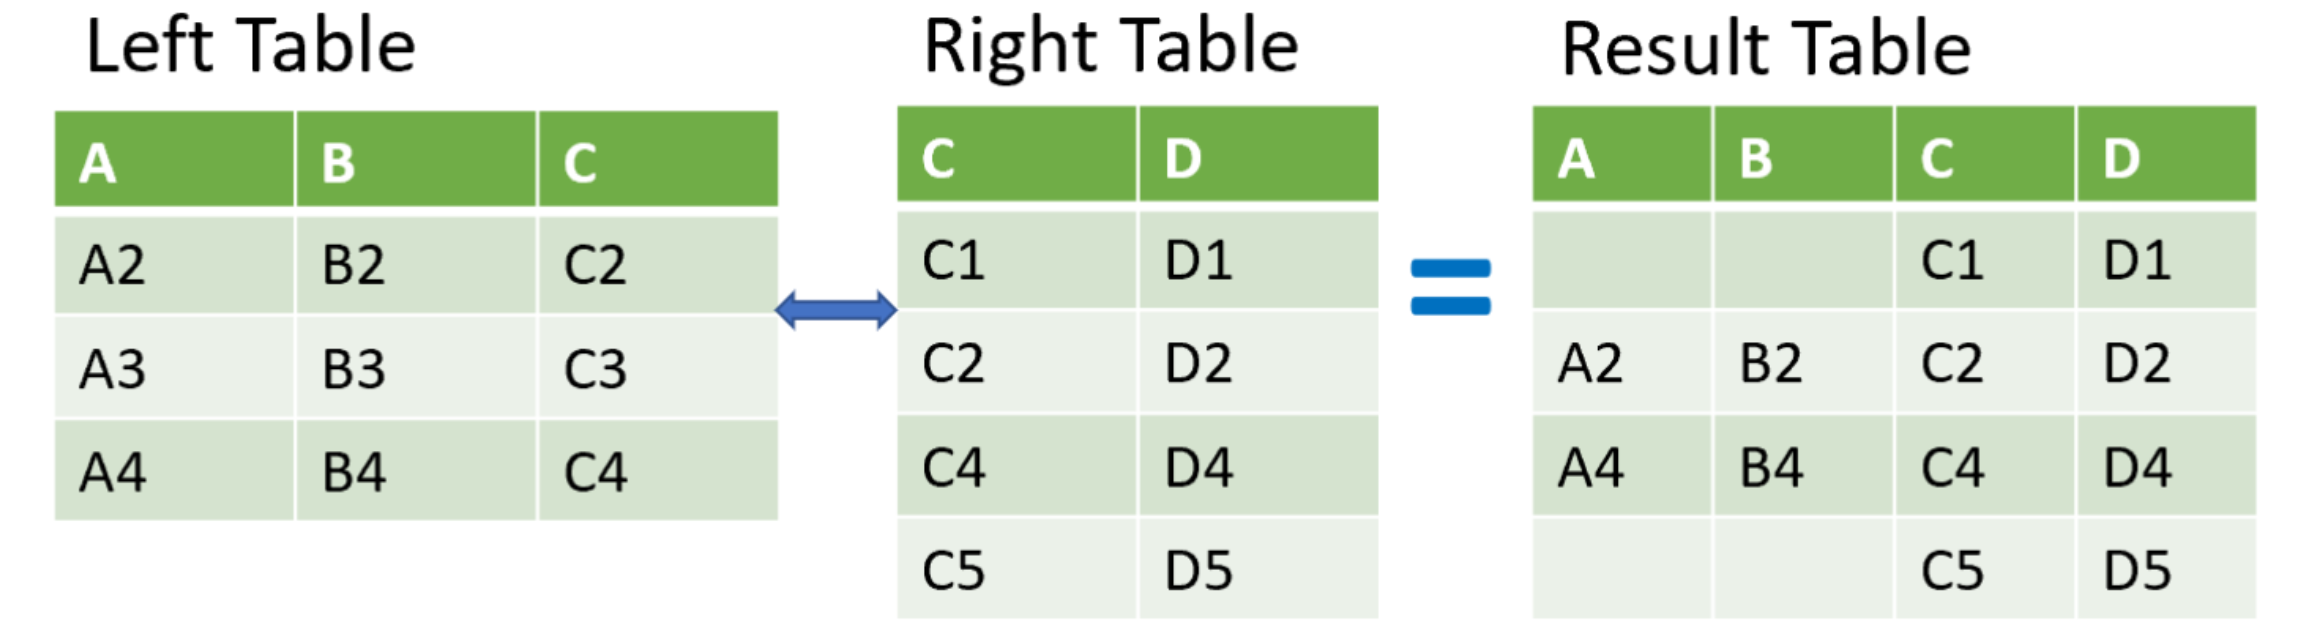 Left Table Right Table Result Table
A B C C D A B C D
A2 B2 C2 C1 D1 C1 D1
A3 B3 C3 C2 D2 A2 B2 C2 D2
A4 B4 C4 C4 D4 A4 B4 C4 D4
C5 D5 C5 D5